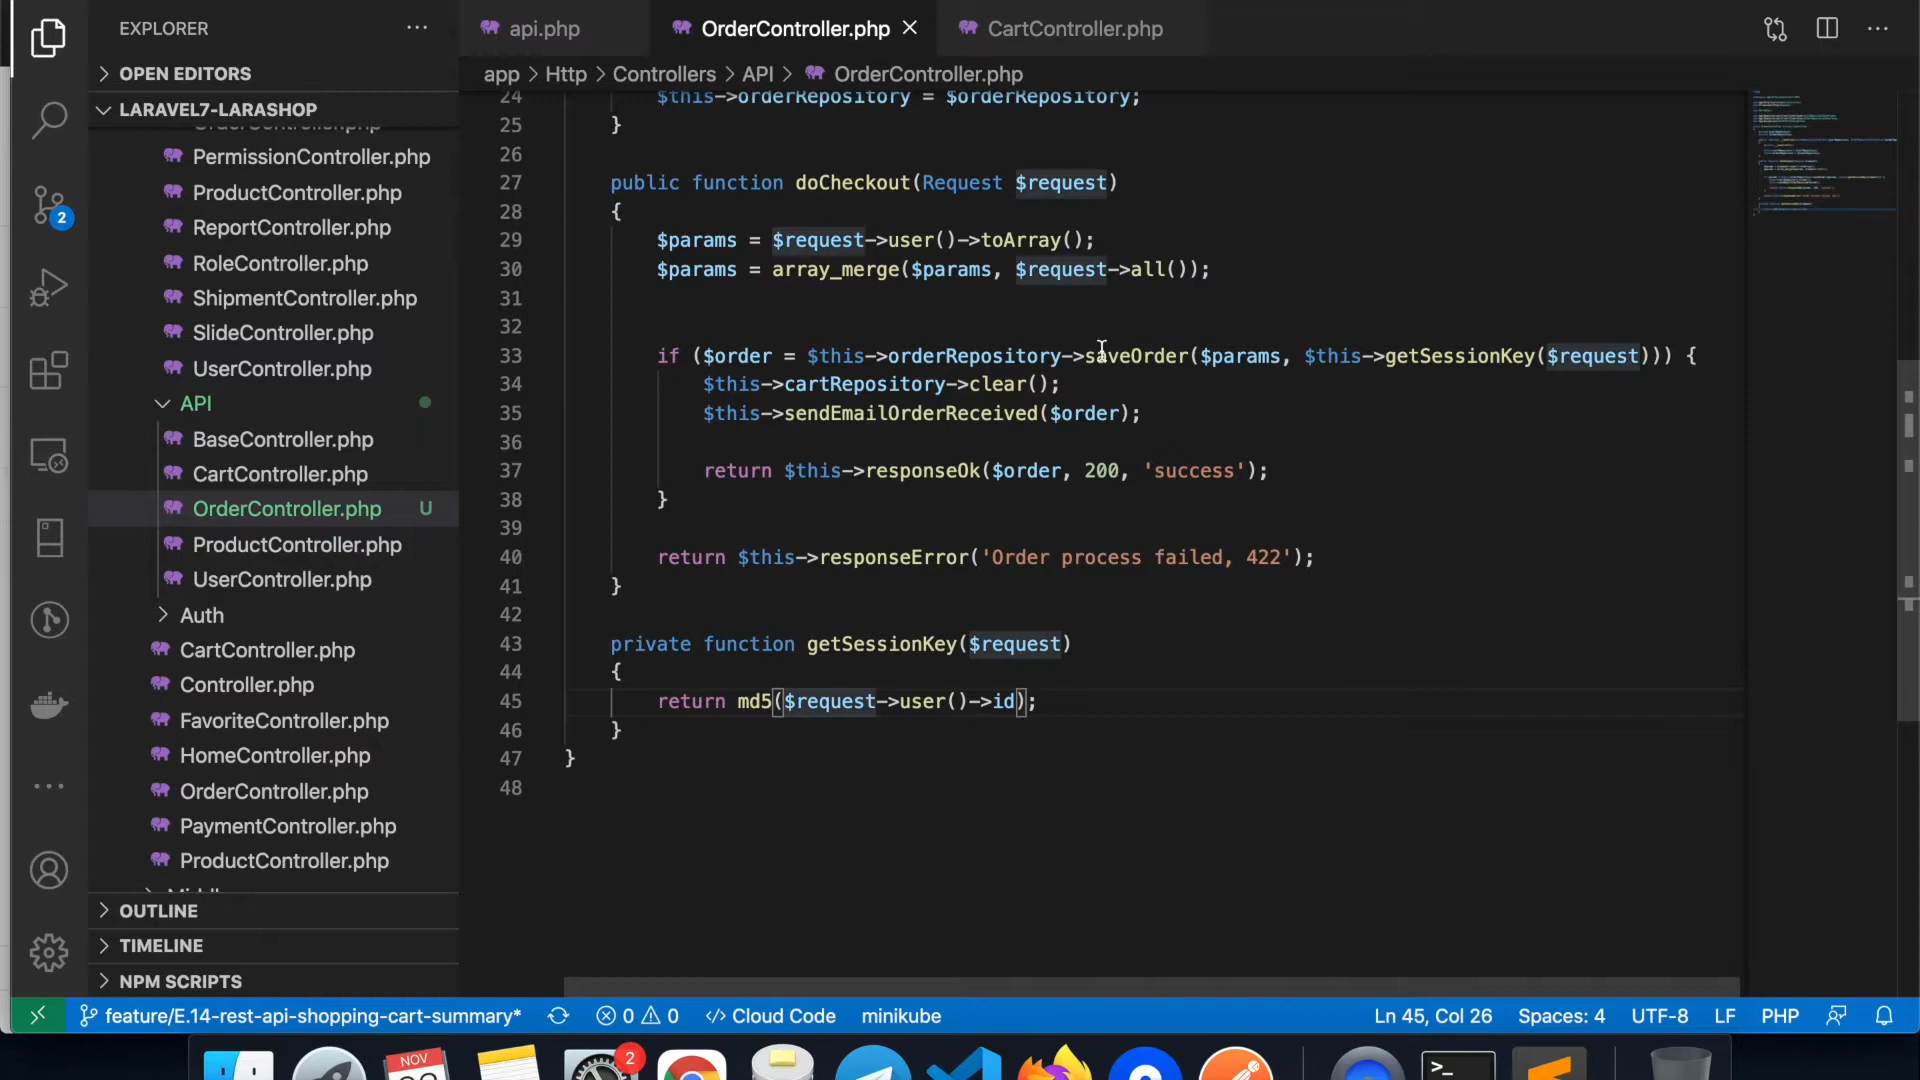 EXPLORER
OPEN EDITORS
LARAVEL7-LARASHOP
OrderController.php
PermissionController.php
ProductController.php
ReportController.php
RoleController.php
ShipmentController.php
SlideController.php
UserController.php
API
BaseController.php
CartController.php
OrderController.php U
ProductController.php
UserController.php
Auth
CartController.php
Controller.php
FavoriteController.php
HomeController.php
OrderController.php
PaymentController.php
ProductController.php
OUTLINE
TIMELINE
NPM SCRIPTS
2
api.php OrderController.php CartController.php
app > Http > Controllers > API > OrderController.php
24 $this->orderRepository = $orderRepository;
25 }
26
27 public function doCheckout(Request $request)
28 {
29 $params = $request->user()->toArray();
30 $params = array_merge($params, $request->all());
31
32
33 if ($order = $this->orderRepository->saveOrder($params, $this->getSessionKey($request))) {
34 $this->cartRepository->clear();
35 $this->sendEmailOrderReceived($order);
36
37 return $this->responseOk($order, 200, 'success');
38 }
39
40 return $this->responseError('Order process failed, 422');
41 }
42
43 private function getSessionKey($request)
44 {
45 return md5($request->user()->id);
46 }
47 }
48
feature/E.14-rest-api-shopping-cart-summary* 0 0 Cloud Code minikube Ln 45, Col 26 Spaces: 4 UTF-8 LF PHP
NOV
2
>_